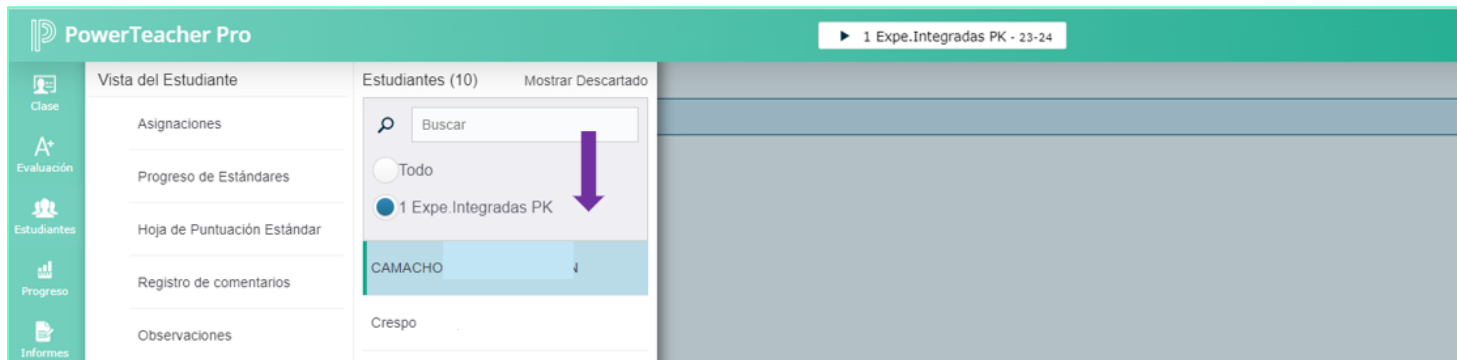 PowerTeacher Pro
1 Expe.Integradas PK - 23-24
Clase
Evaluación
Estudiantes
Progreso
Informes
Vista del Estudiante
Asignaciones
Progreso de Estándares
Hoja de Puntuación Estándar
Registro de comentarios
Observaciones
Estudiantes (10) Mostrar Descartado
Buscar
Todo
1 Expe.Integradas PK
CAMACHO
Crespo